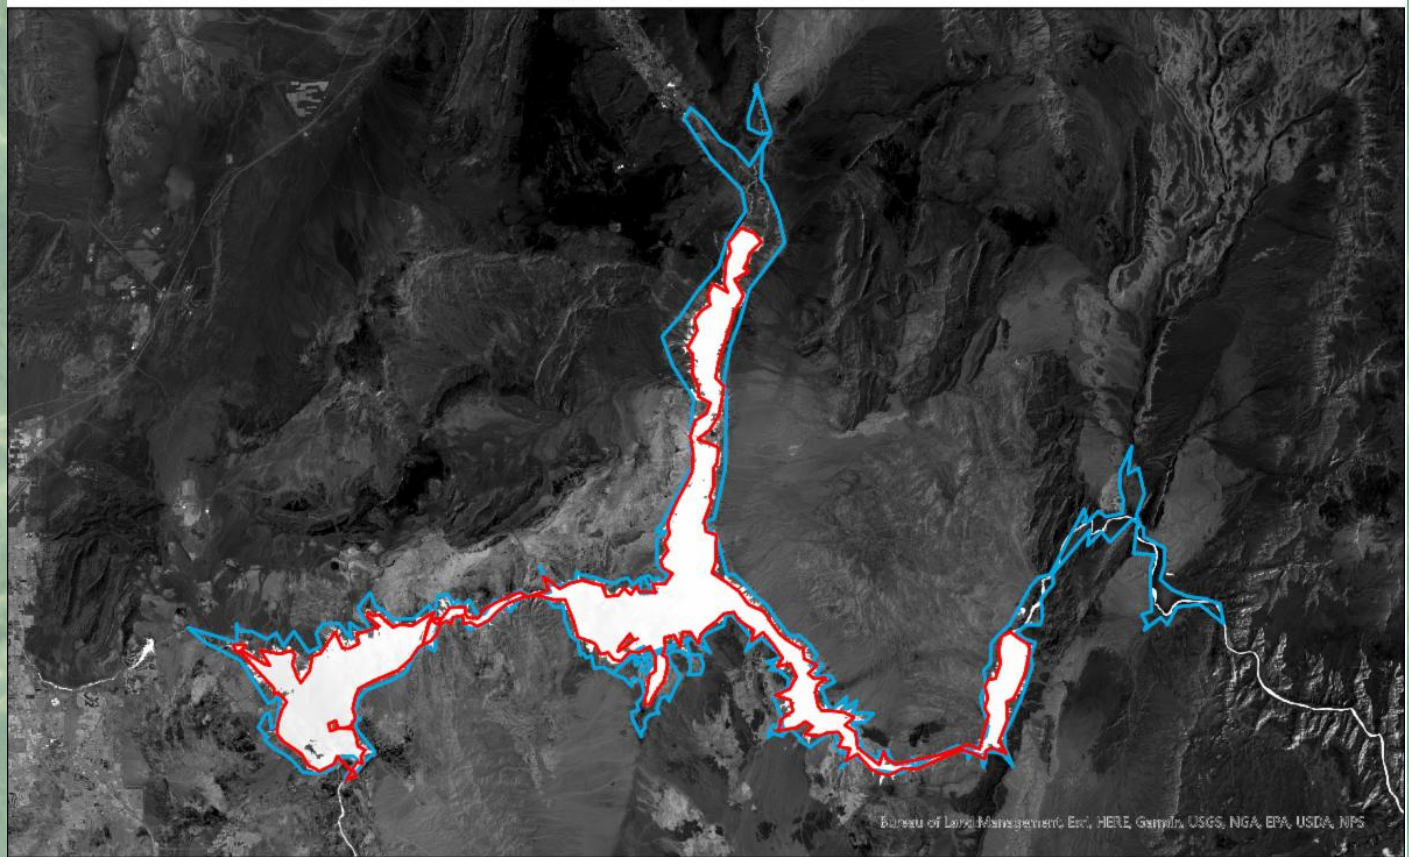 Bureau of Land Management, Esri, HERE, Garmin, USGS, NGA, EPA, USDA, NPS